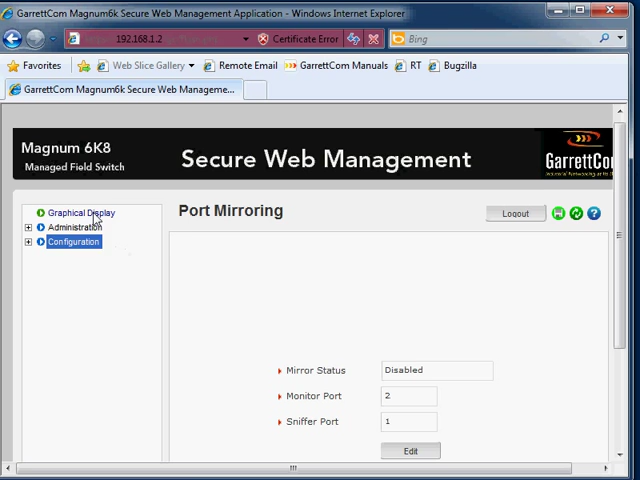 GarrettCom Magnum6k Secure Web Management Application - Windows Internet Explorer
192.168.1.2
Certificate Error
Bing
Favorites
Web Slice Gallery
Remote Email
GarrettCom Manuals
RT
Bugzilla
GarrettCom Magnum6k Secure Web Manageme...
Magnum 6K8
Managed Field Switch
Secure Web Management
GarrettCom
Graphical Display
Administration
Configuration
Port Mirroring
Logout
Mirror Status
Disabled
Monitor Port
2
Sniffer Port
1
Edit